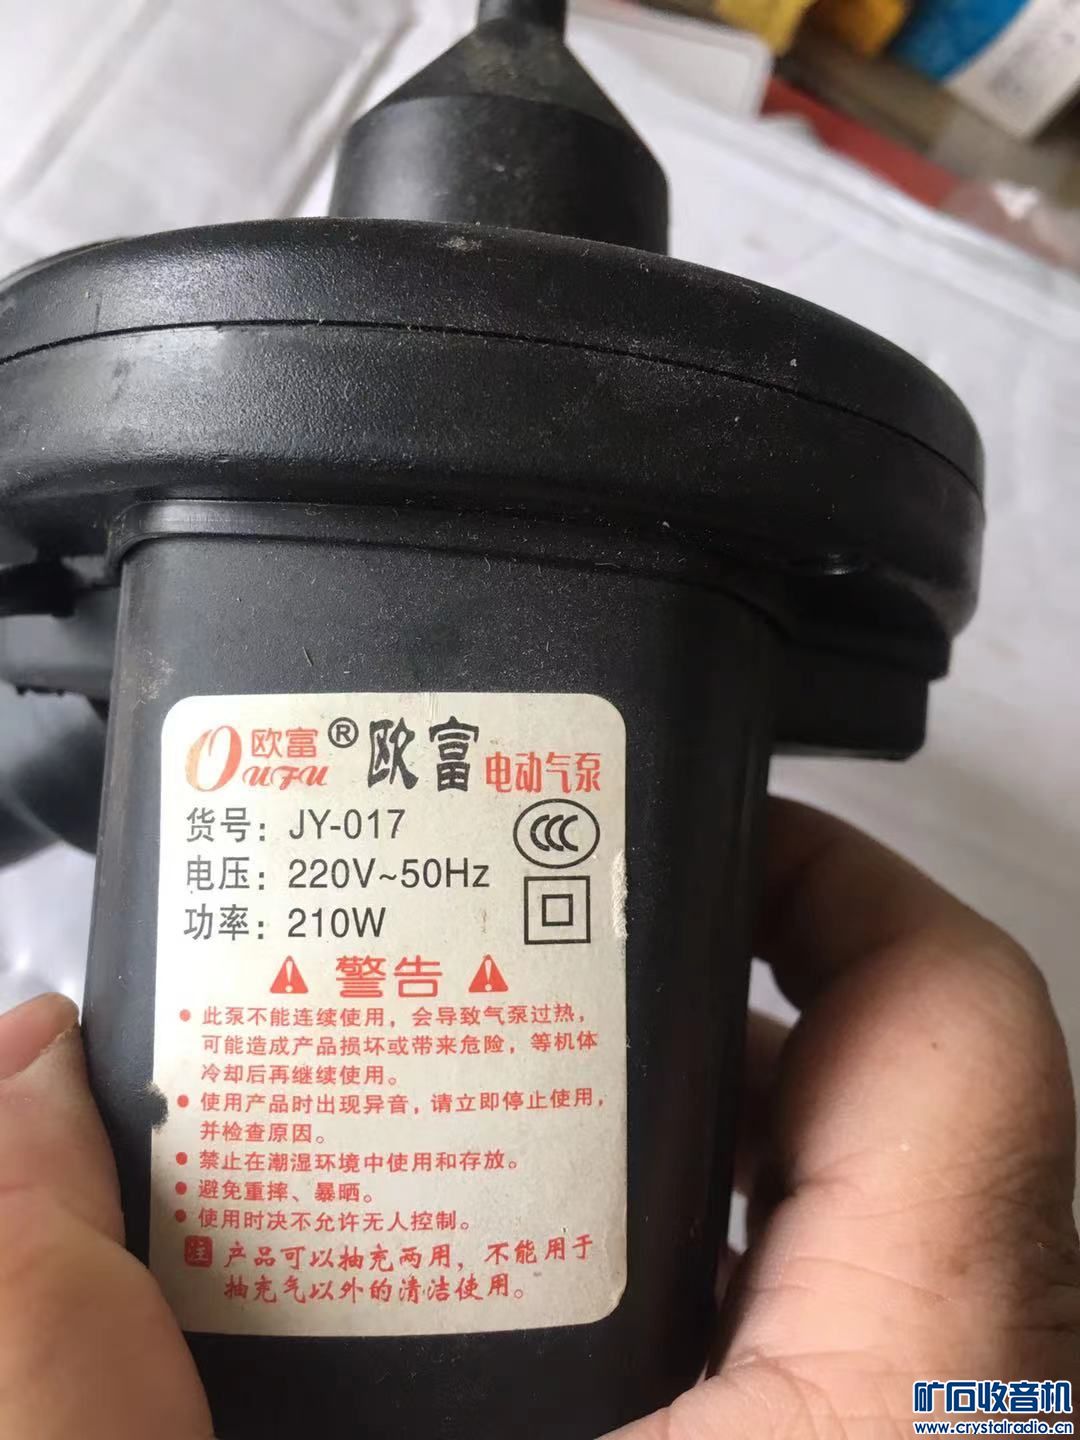 欧富® 欧富 电动气泵
OUFU
货号: JY-017
CCC
电压: 220V~50Hz
功率: 210W
警告
● 此泵不能连续使用，会导致气泵过热，
可能造成产品损坏或带来危险，等机体
冷却后再继续使用。
● 使用产品时出现异音，请立即停止使用，
并检查原因。
● 禁止在潮湿环境中使用和存放。
● 避免重摔、暴晒。
● 使用时决不允许无人控制。
注 产品可以抽充两用，不能用于
抽充气以外的清洁使用。
矿石收音机
www.crystalradio.cn